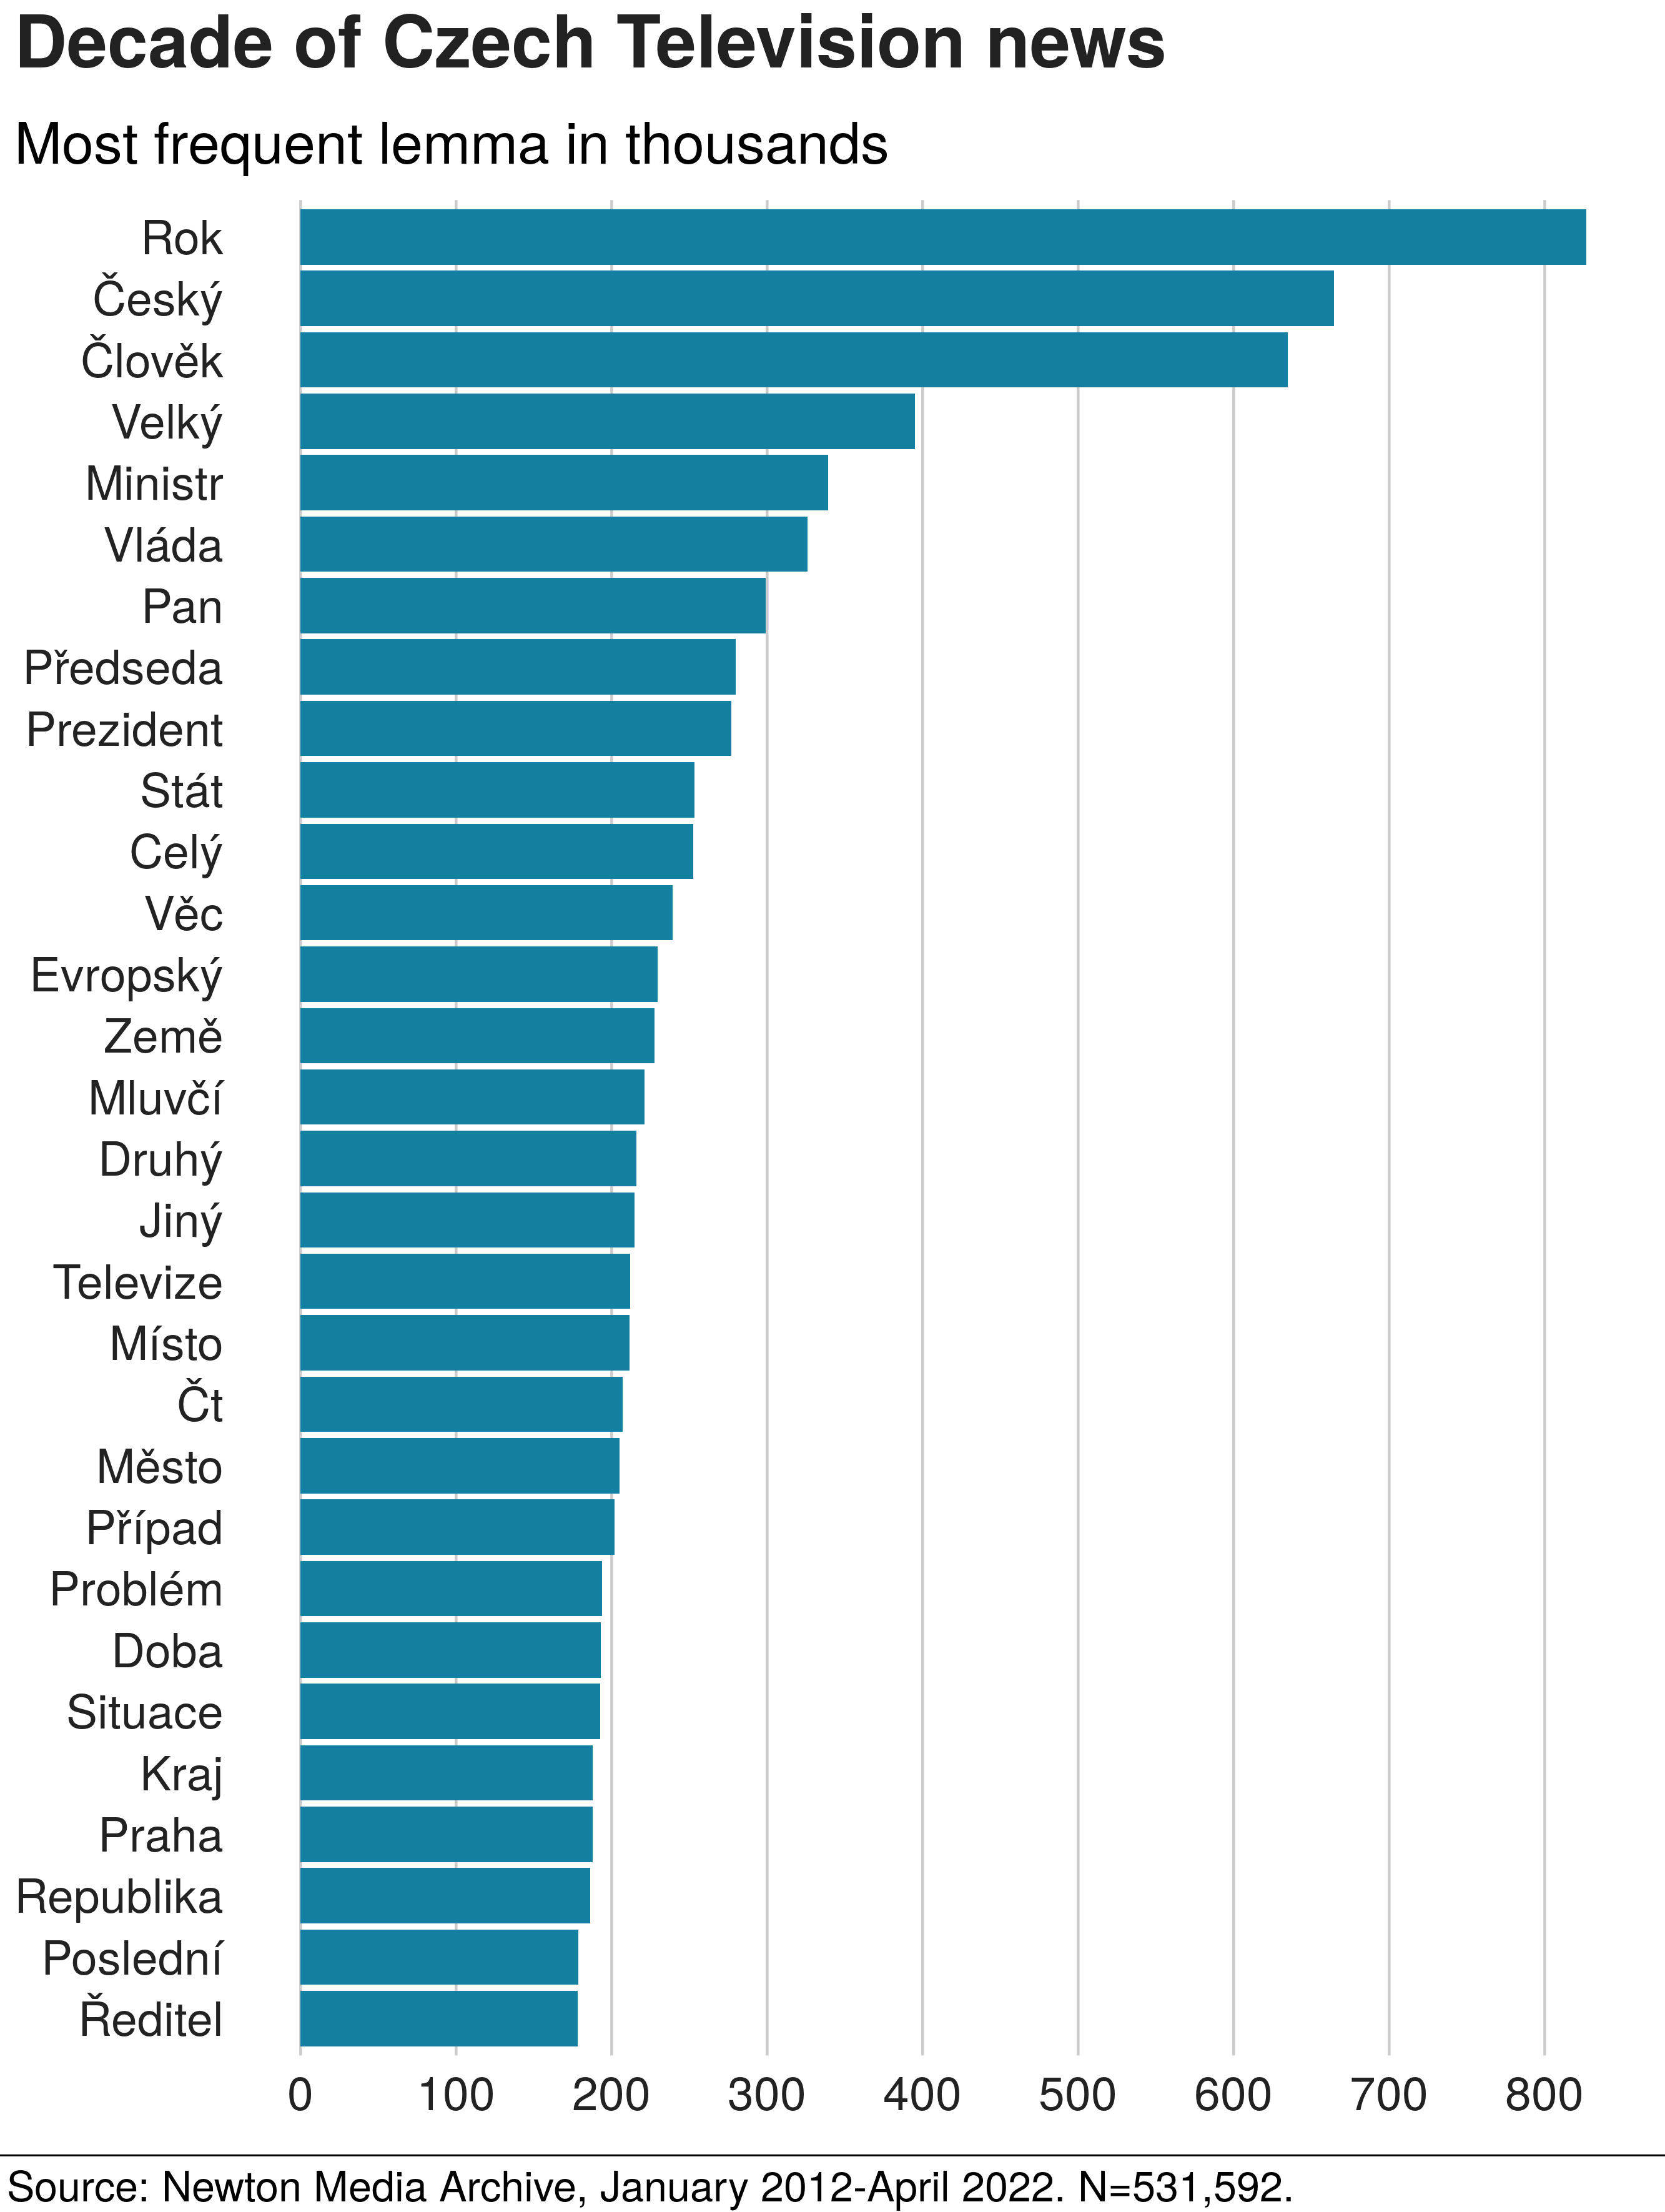 Decade of Czech Television news
Most frequent lemma in thousands
Rok
Český
Člověk
Velký
Ministr
Vláda
Pan
Předseda
Prezident
Stát
Celý
Věc
Evropský
Země
Mluvčí
Druhý
Jiný
Televize
Místo
Čt
Město
Případ
Problém
Doba
Situace
Kraj
Praha
Republika
Poslední
Ředitel
0 100 200 300 400 500 600 700 800
Source: Newton Media Archive, January 2012-April 2022. N=531,592.